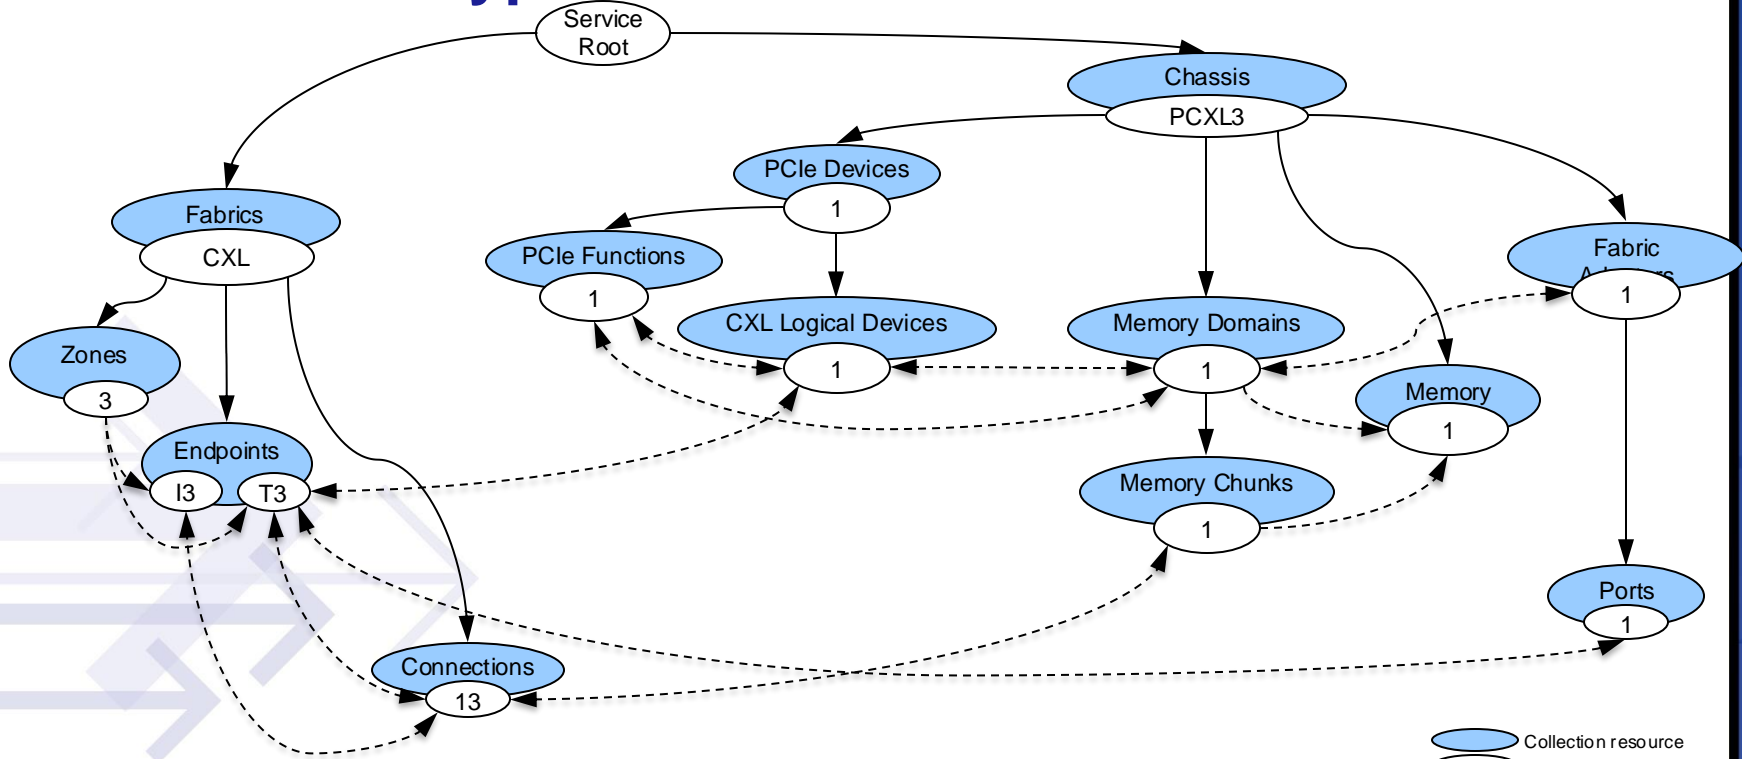 Service
Root
Chassis
PCXL3
PCIe Devices
1
Fabrics
CXL
PCIe Functions
1
Fabric
1
CXL Logical Devices
1
Memory Domains
1
Zones
3
Memory
1
Endpoints
I3
T3
Memory Chunks
1
Ports
1
Connections
13
Collection resource